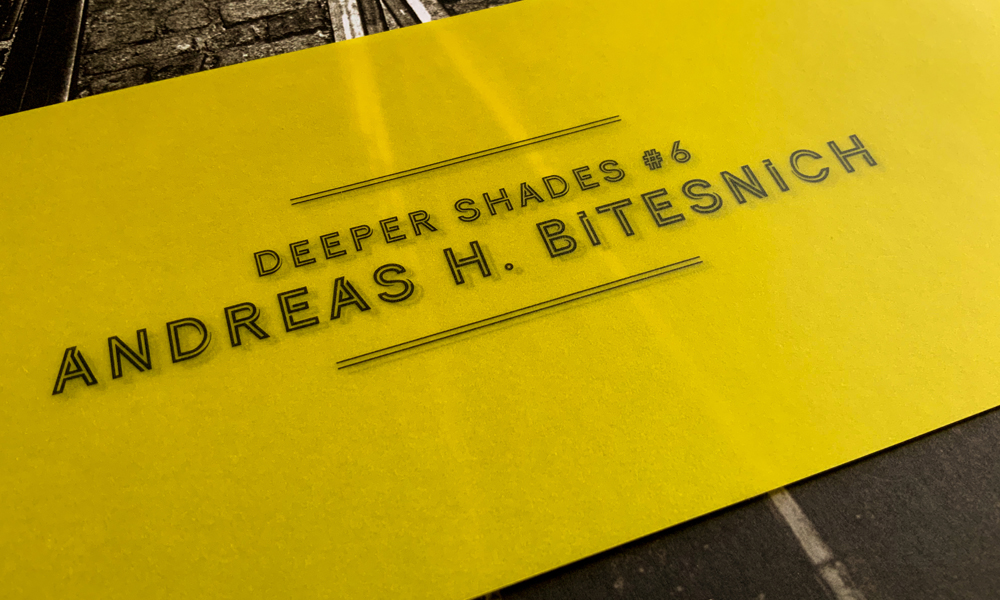 DEEPER SHADES #6
ANDREAS H. BiTESNiCH